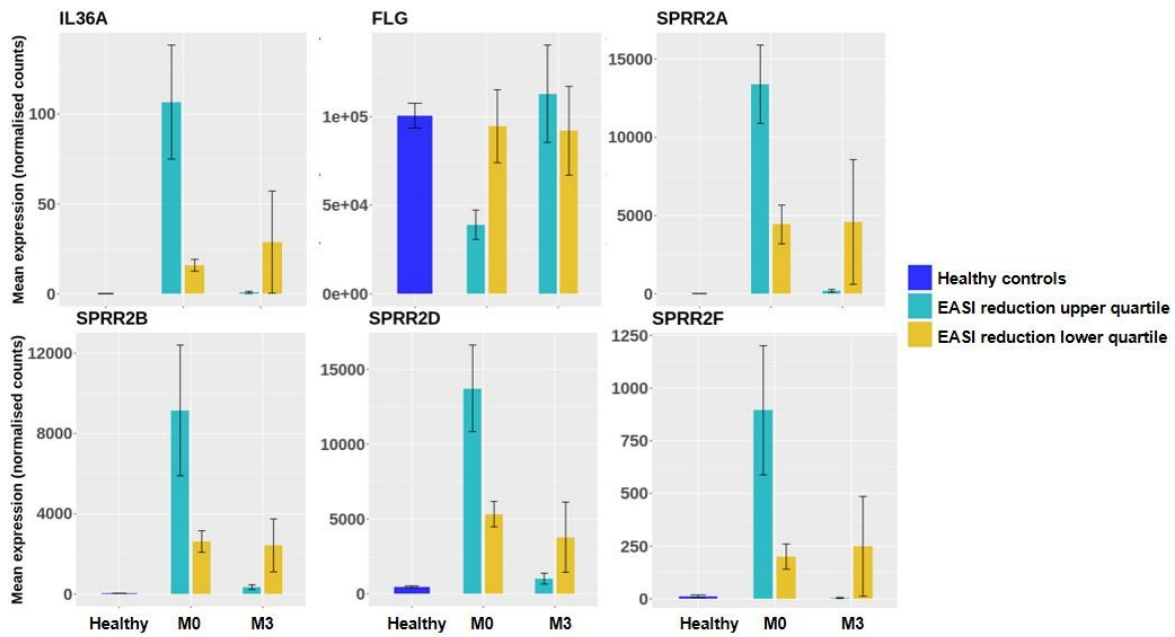 IL36A
FLG
SPRR2A
Mean expression (normalised counts)
100
50
0
1e+05
5e+04
0e+00
15000
10000
5000
0
Healthy controls
EASI reduction upper quartile
EASI reduction lower quartile
SPRR2B
SPRR2D
SPRR2F
Mean expression (normalised counts)
12000
8000
4000
0
15000
10000
5000
0
1250
1000
750
500
250
0
Healthy M0 M3
Healthy M0 M3
Healthy M0 M3